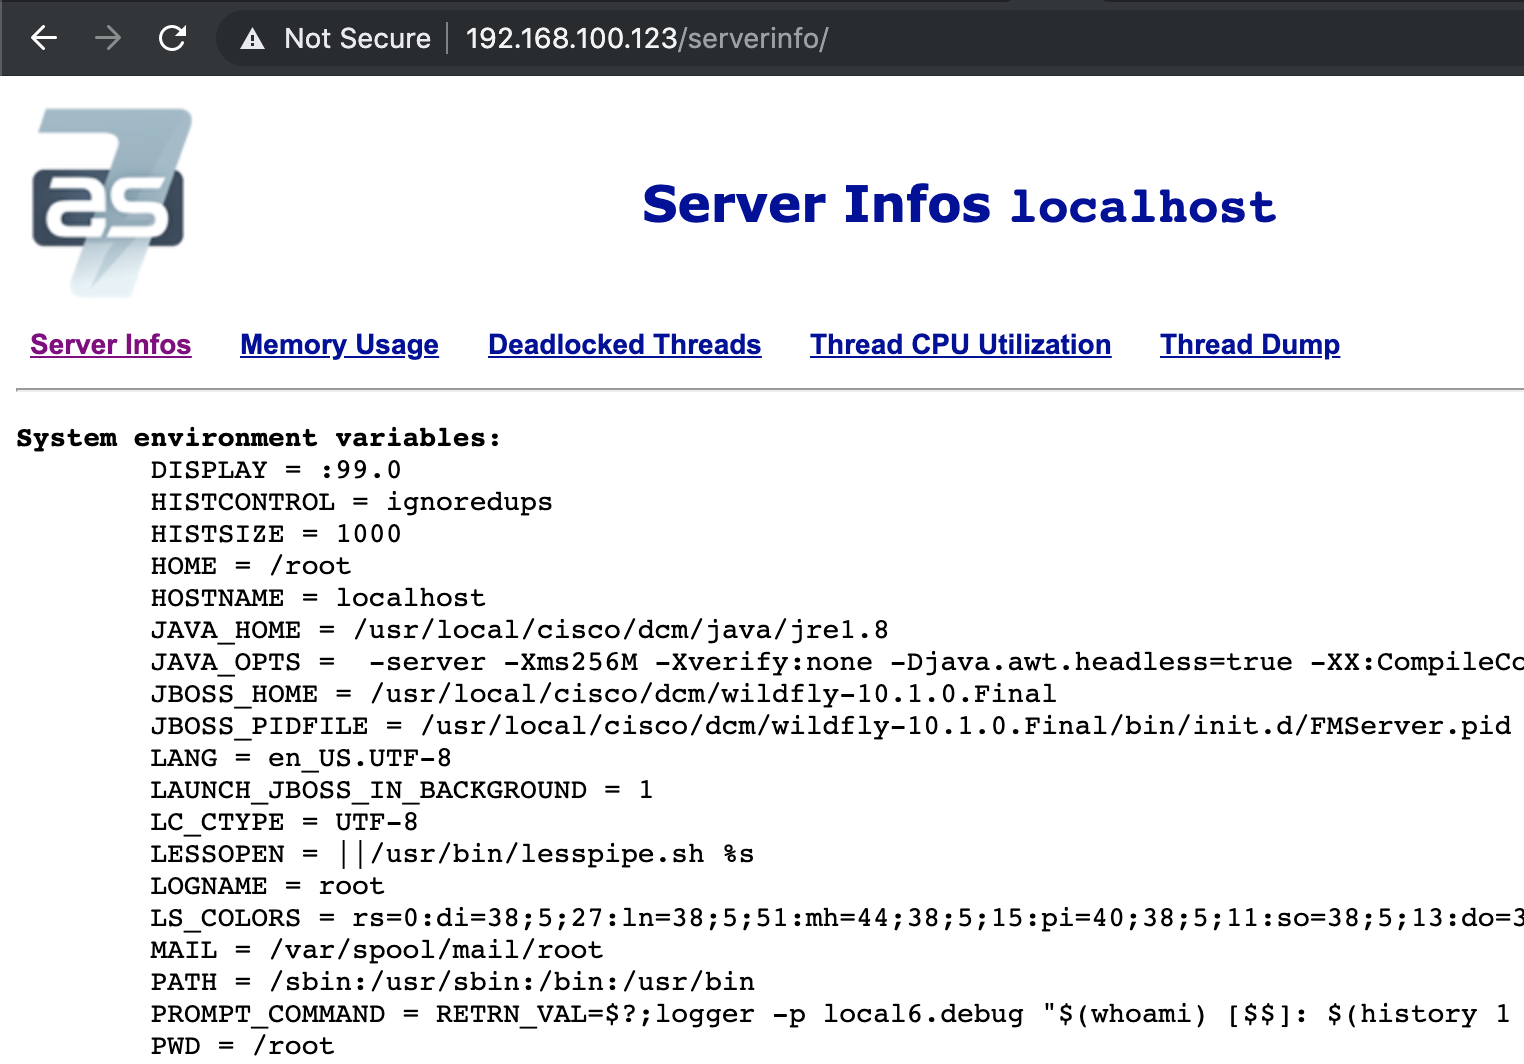 Not Secure 192.168.100.123/serverinfo/
7
as
Server Infos localhost
Server Infos Memory Usage Deadlocked Threads Thread CPU Utilization Thread Dump
System environment variables:
DISPLAY = :99.0
HISTCONTROL = ignoredups
HISTSIZE = 1000
HOME = /root
HOSTNAME = localhost
JAVA_HOME = /usr/local/cisco/dcm/java/jre1.8
JAVA_OPTS =  -server -Xms256M -Xverify:none -Djava.awt.headless=true -XX:CompileCo
JBOSS_HOME = /usr/local/cisco/dcm/wildfly-10.1.0.Final
JBOSS_PIDFILE = /usr/local/cisco/dcm/wildfly-10.1.0.Final/bin/init.d/FMServer.pid
LANG = en_US.UTF-8
LAUNCH_JBOSS_IN_BACKGROUND = 1
LC_CTYPE = UTF-8
LESSOPEN = ||/usr/bin/lesspipe.sh %s
LOGNAME = root
LS_COLORS = rs=0:di=38;5;27:ln=38;5;51:mh=44;38;5;15:pi=40;38;5;11:so=38;5;13:do=3
MAIL = /var/spool/mail/root
PATH = /sbin:/usr/sbin:/bin:/usr/bin
PROMPT_COMMAND = RETRN_VAL=$?;logger -p local6.debug "$(whoami) [$$]: $(history 1
PWD = /root